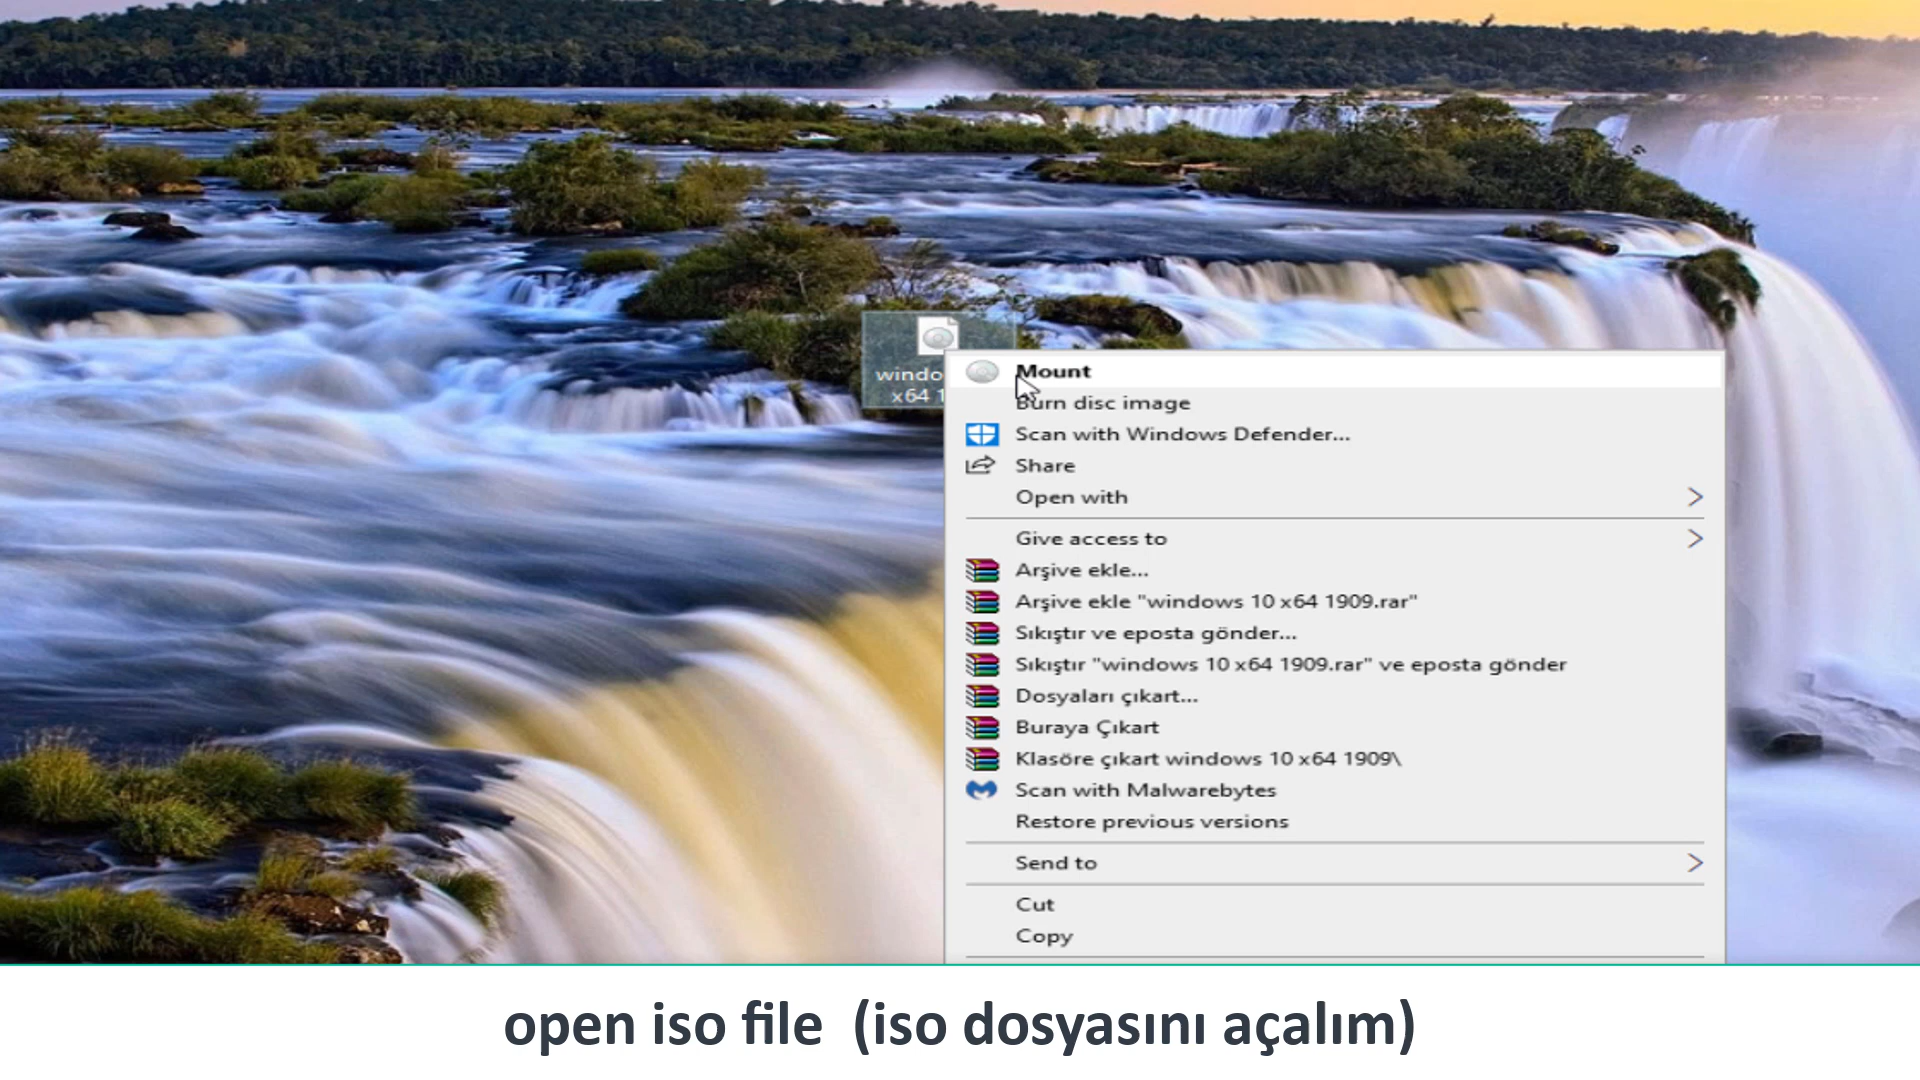 windo
x64 1
Mount
Burn disc image
Scan with Windows Defender...
Share
Open with
Give access to
Arşive ekle...
Arşive ekle "windows 10 x64 1909.rar"
Sıkıştır ve eposta gönder...
Sıkıştır "windows 10 x64 1909.rar" ve eposta gönder
Dosyaları çıkart...
Buraya Çıkart
Klasöre çıkart windows 10 x64 1909\
Scan with Malwarebytes
Restore previous versions
Send to
Cut
Copy
open iso file (iso dosyasını açalım)